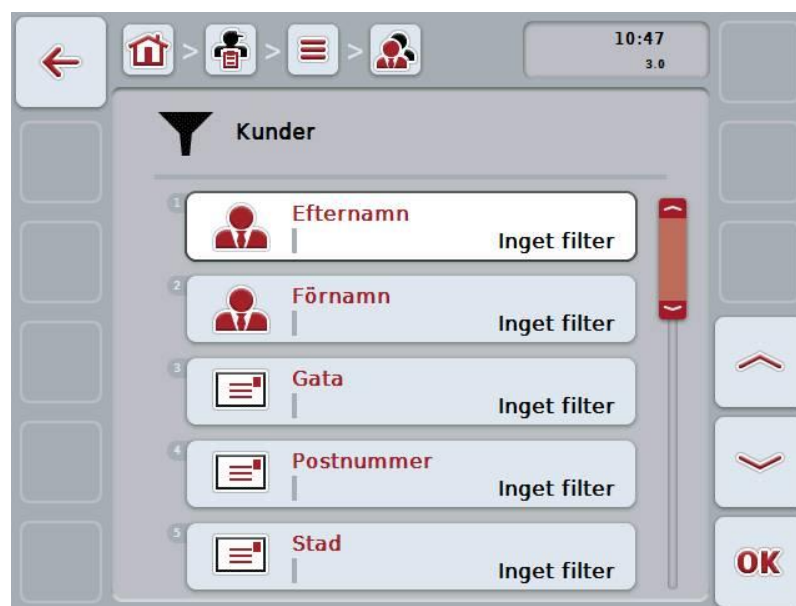 10:47
3.0
Kunder
1
Efternamn
Inget filter
2
Förnamn
Inget filter
3
Gata
Inget filter
4
Postnummer
Inget filter
5
Stad
Inget filter
OK